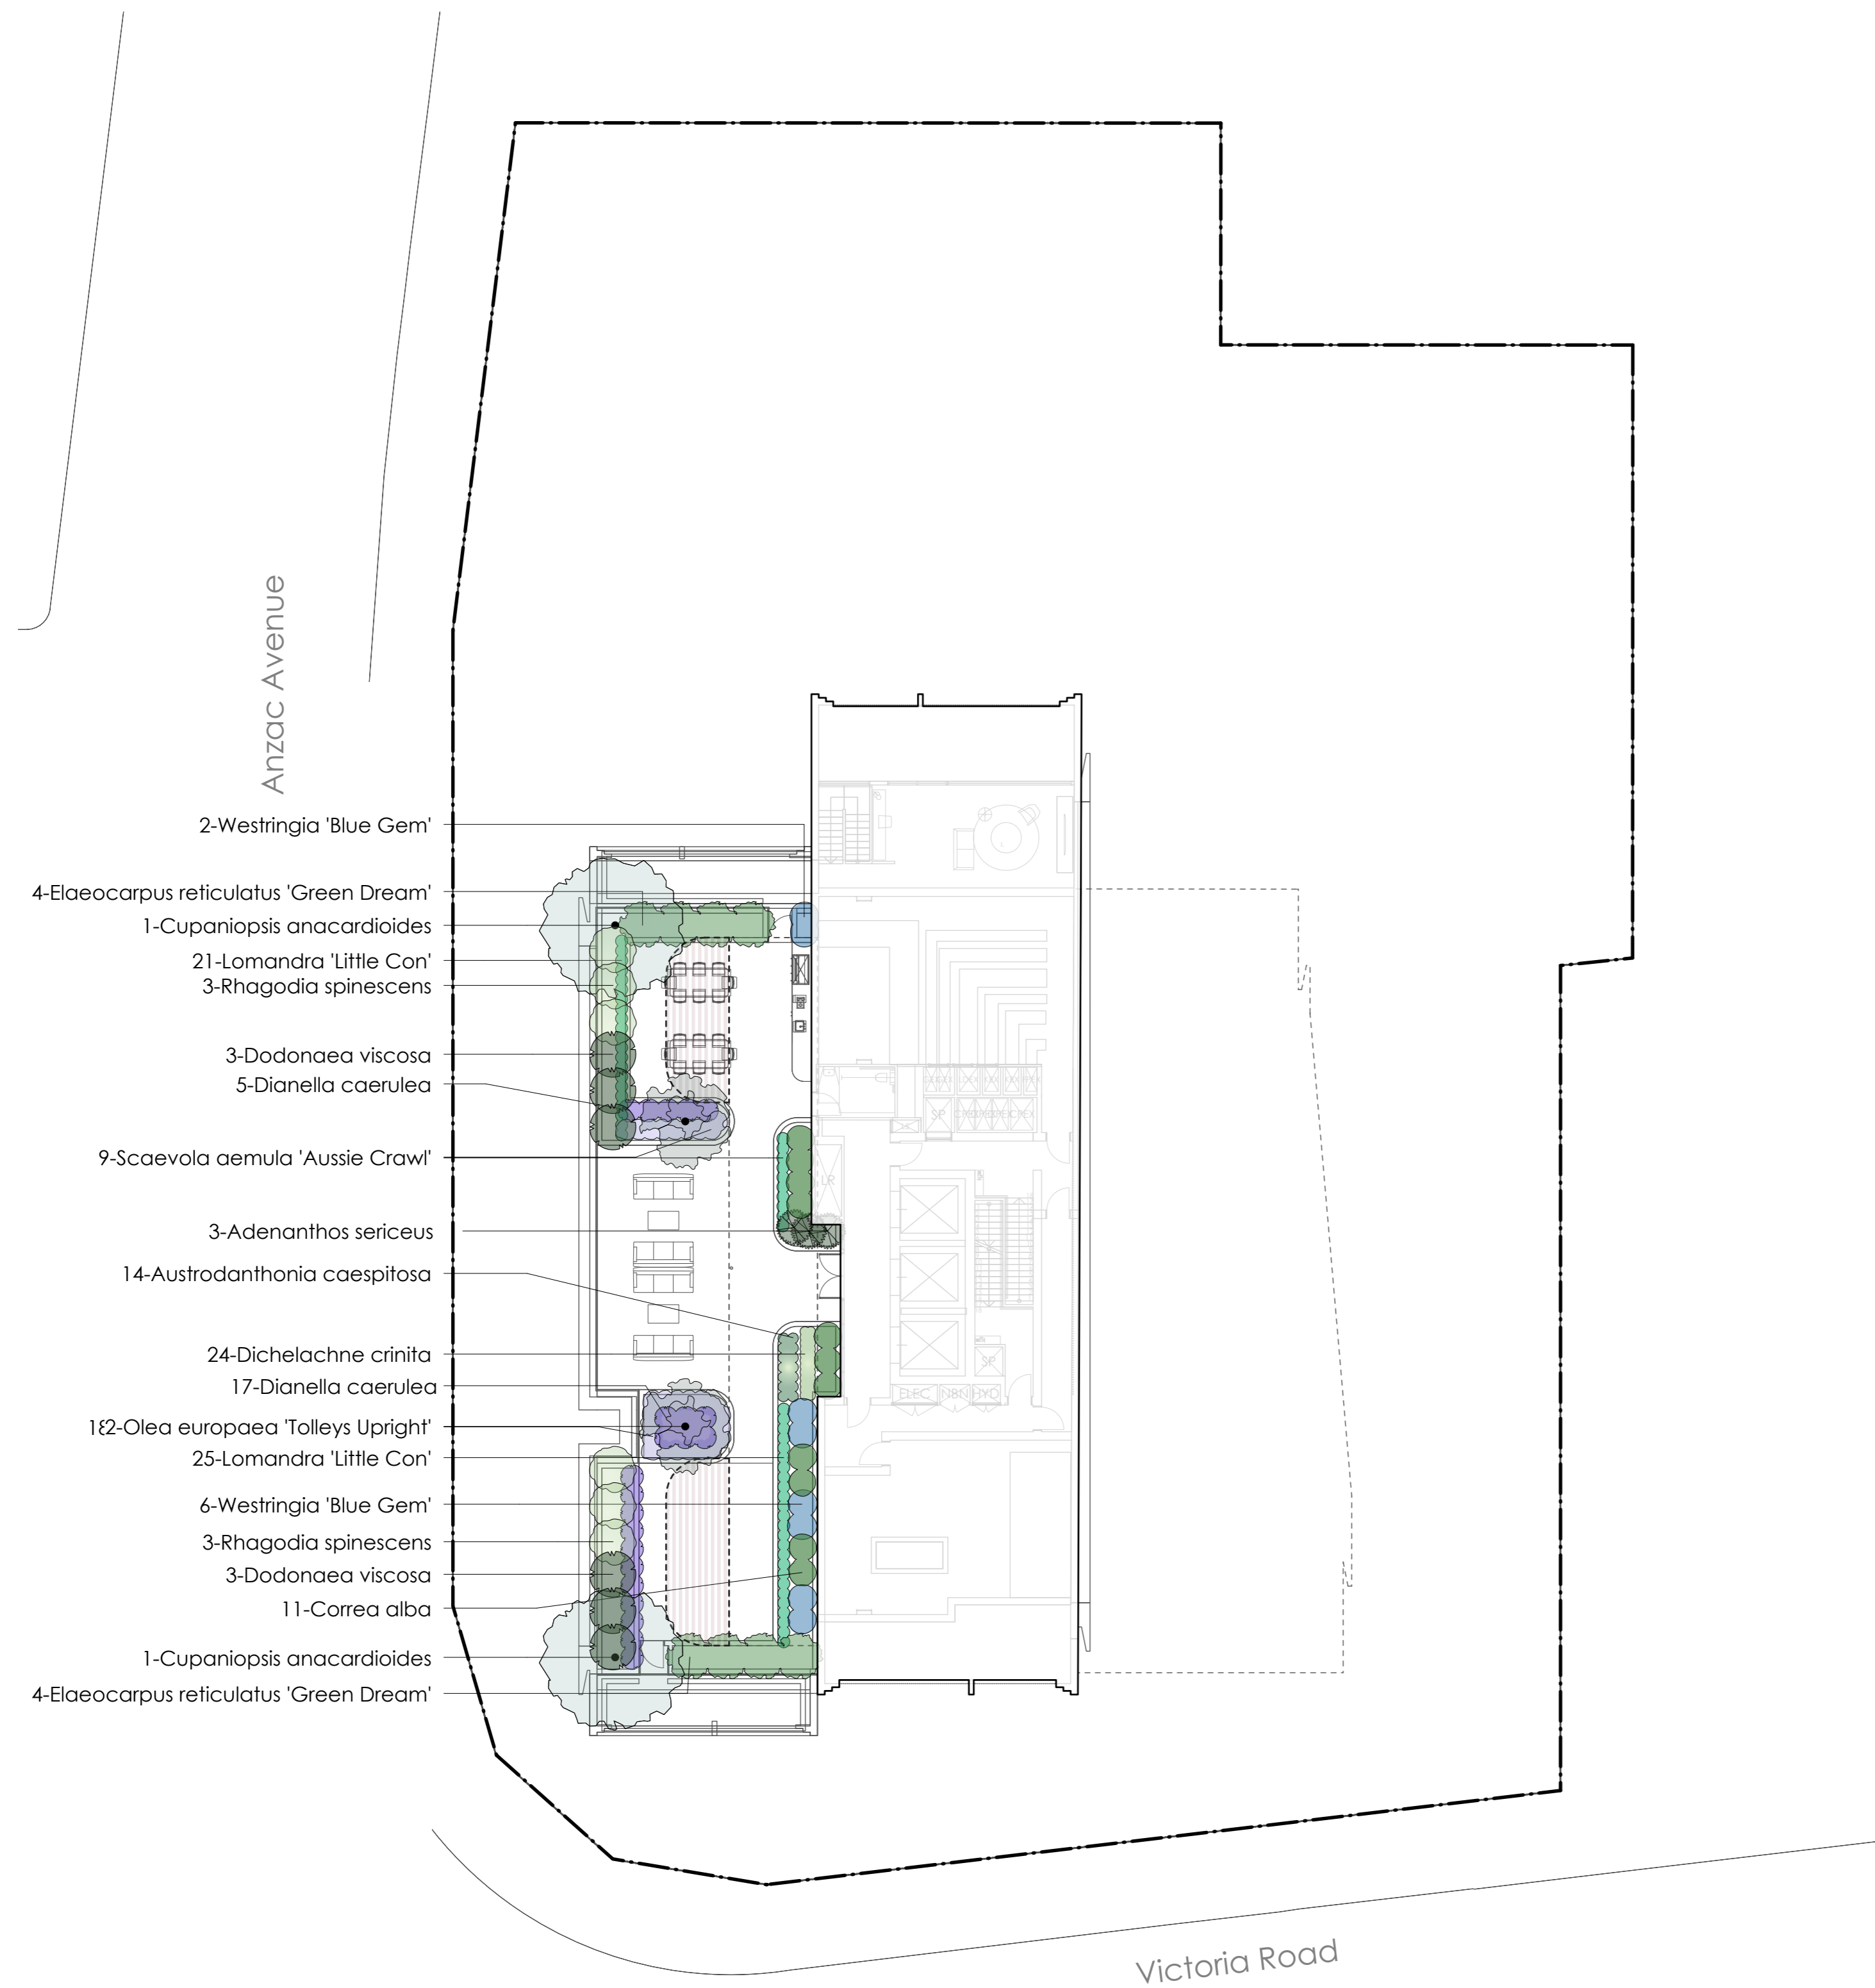 Anzac Avenue
2-Westringia 'Blue Gem'
4-Elaeocarpus reticulatus 'Green Dream'
1-Cupaniopsis anacardioides
21-Lomandra 'Little Con'
3-Rhagodia spinescens
3-Dodonaea viscosa
5-Dianella caerulea
9-Scaevola aemula 'Aussie Crawl'
3-Adenanthos sericeus
14-Austrodanthonia caespitosa
24-Dichelachne crinita
17-Dianella caerulea
2-Olea europaea 'Tolleys Upright'
25-Lomandra 'Little Con'
6-Westringia 'Blue Gem'
3-Rhagodia spinescens
3-Dodonaea viscosa
11-Correa alba
1-Cupaniopsis anacardioides
4-Elaeocarpus reticulatus 'Green Dream'
SP
LR
SP
ELEC
NBN
HYD
Victoria Road